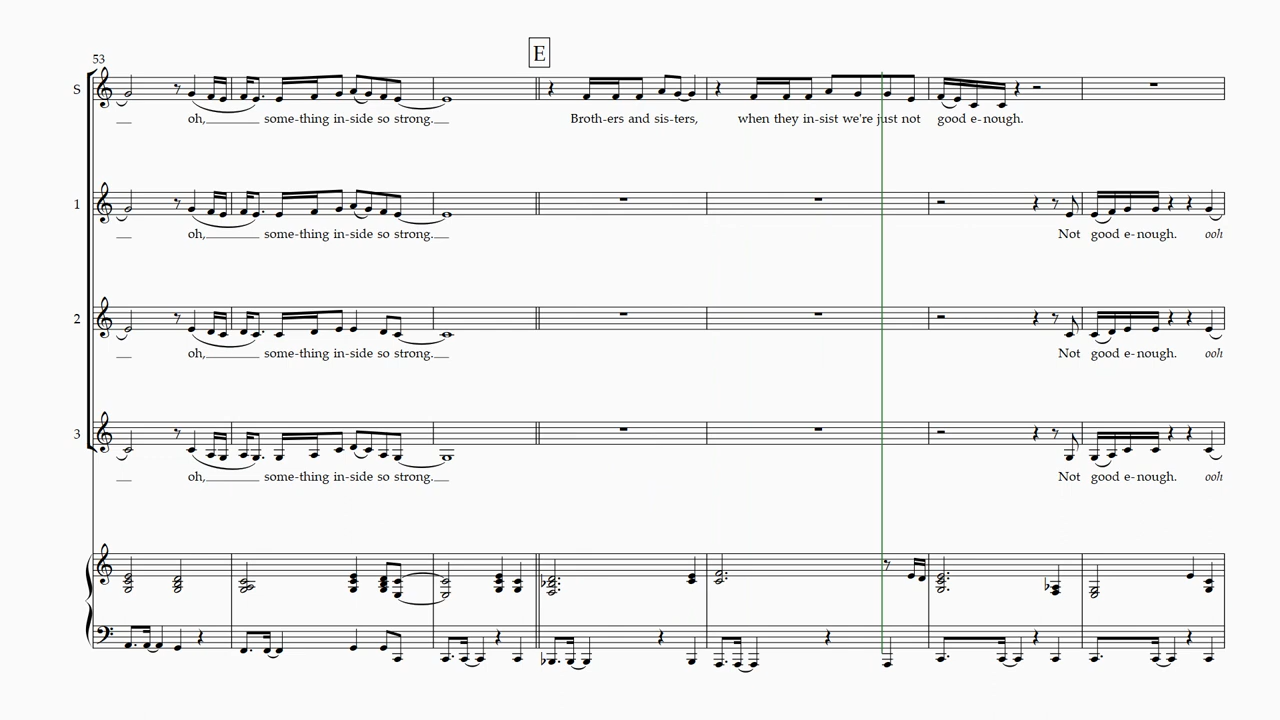 53
E
S
oh, some-thing in-side so strong. Broth-ers and sis-ters, when they in-sist we're just not good e-nough.
1
oh, some-thing in-side so strong. Not good e-nough. ooh
2
oh, some-thing in-side so strong. Not good e-nough. ooh
3
oh, some-thing in-side so strong. Not good e-nough. ooh